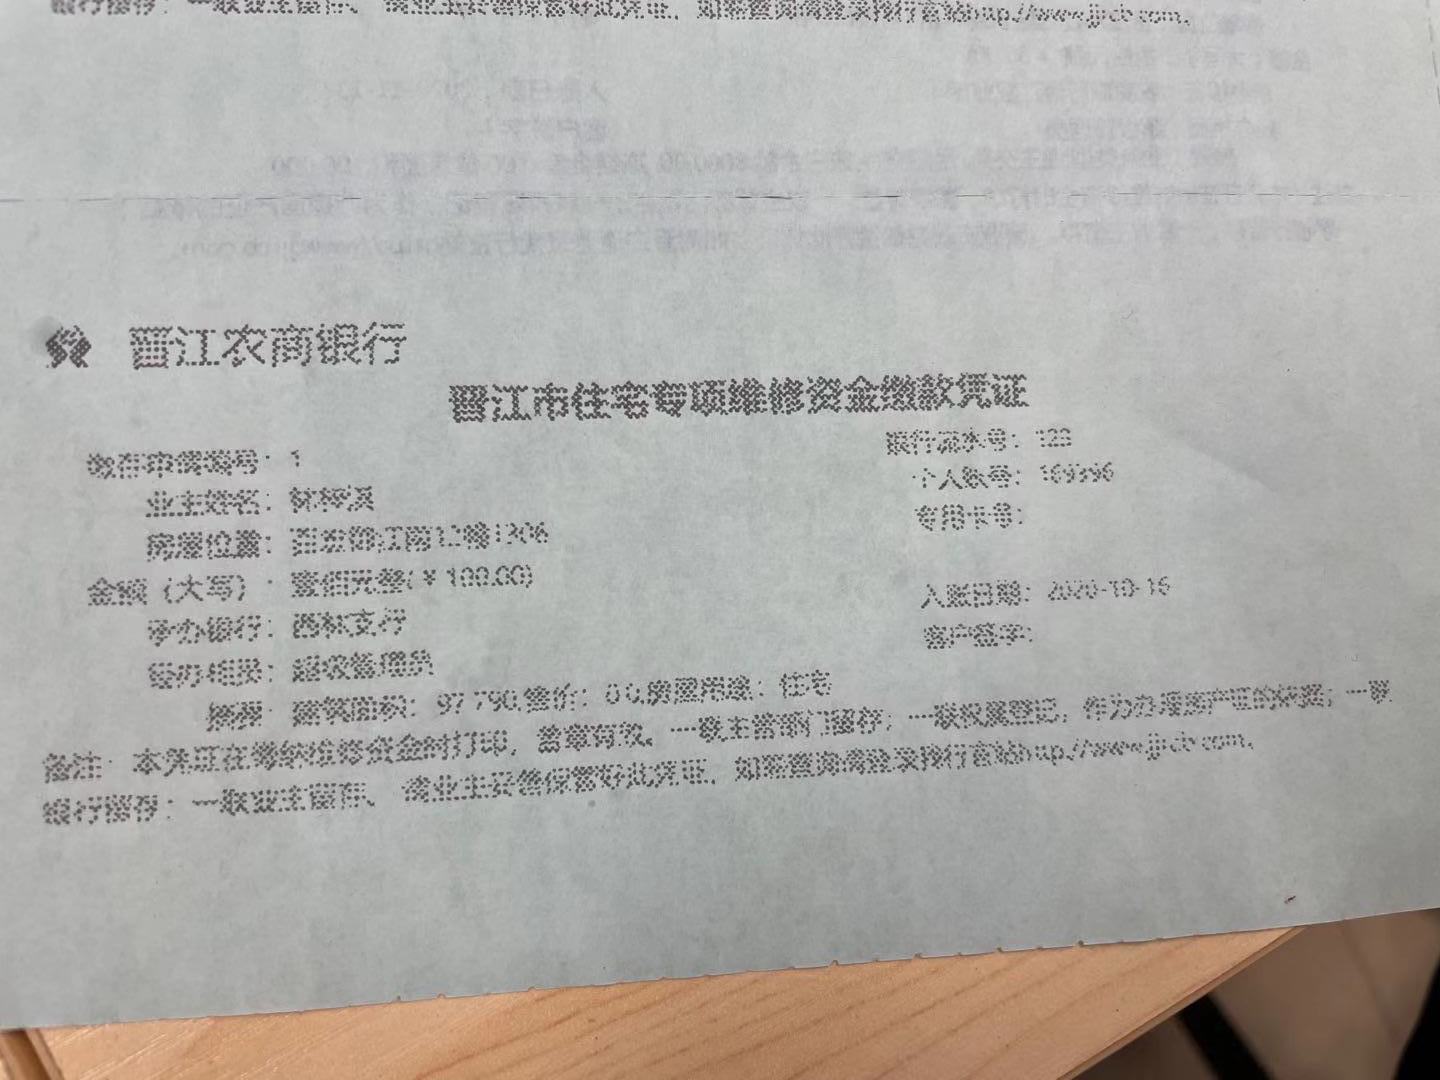 银行留存：一联业主留存、请业主妥善保管好此凭证，如需查询请登录我行官站http://www.jjrcb.com。
晋江农商银行
晋江市住宅专项维修资金缴款凭证
银行流水号：123
缴存申请编号：1
个人账号：169396
业主姓名：林梓滨
专用卡号：
房屋位置：百宏御江南12幢1306
金额（大写）：壹佰元整(￥100.00)
入账日期：2020-10-16
承办银行：西林支行
客户签字：
经办柜员：超农管理员
摘要：建筑面积：97.790,售价：0.0,房屋用途：住宅
备注：本凭证在缴纳维修资金时打印，盖章有效。一联主管部门留存；一联权属登记，作为办理房产证的依据；一联
银行留存：一联业主留存、请业主妥善保管好此凭证，如需查询请登录我行官站http://www.jjrcb.com。